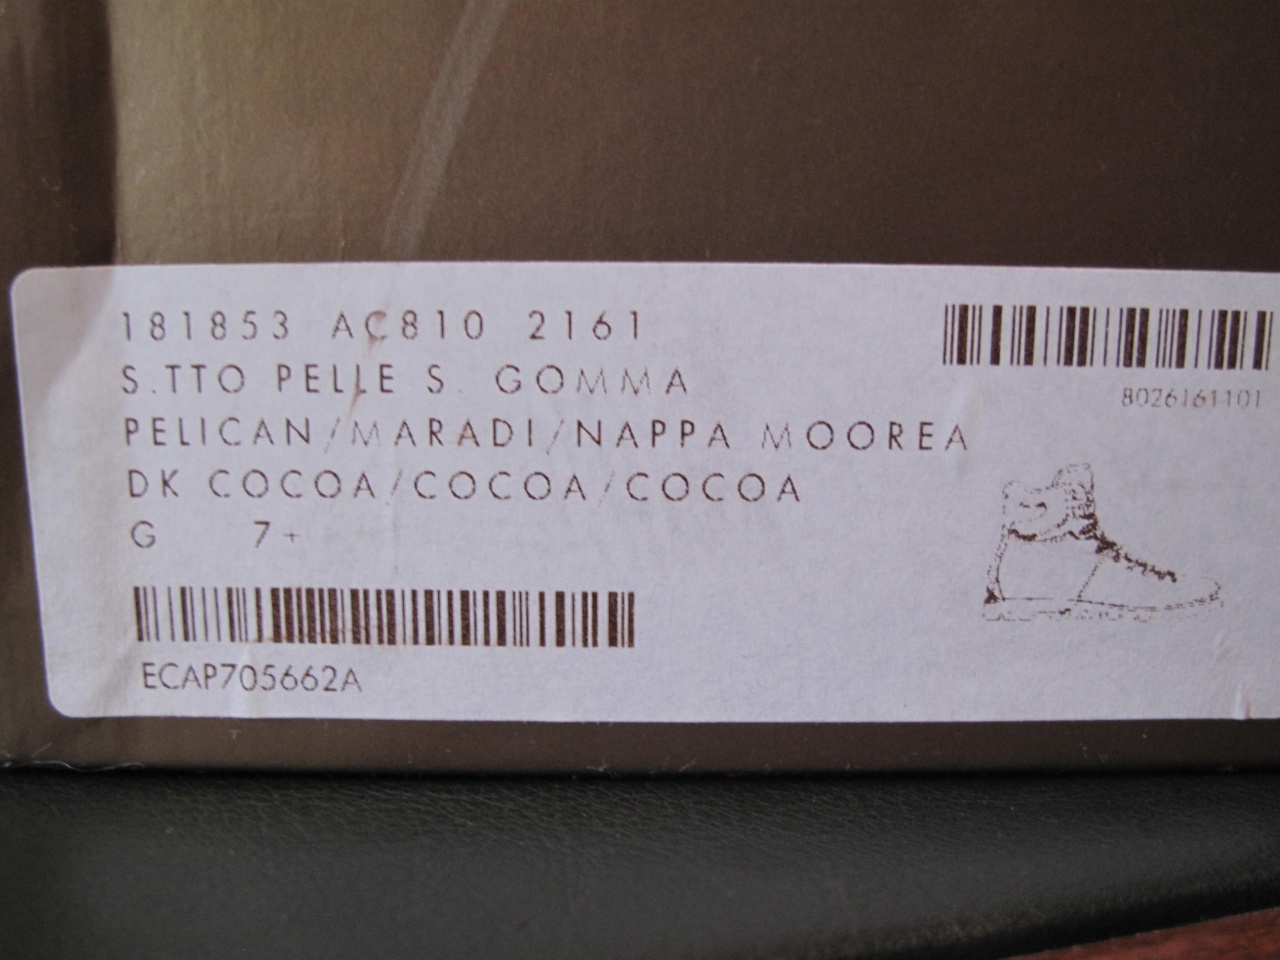 181853 AC810 2161
S.TTO PELLE S. GOMMA
PELICAN/MARADI/NAPPA MOOREA
DK COCOA/COCOA/COCOA
G 7+
ECAP705662A
8026161101